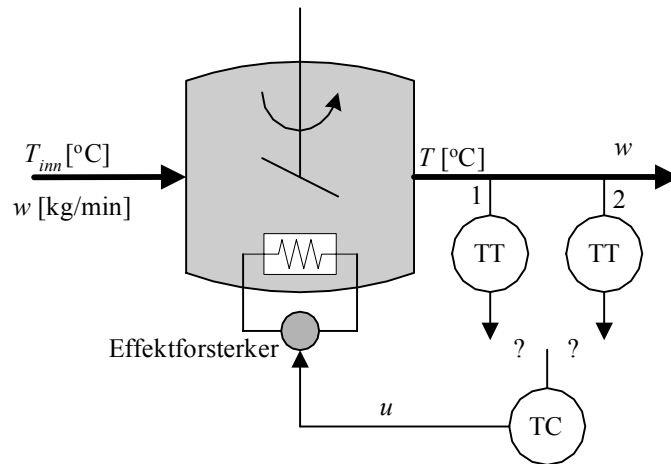 T_inn [°C]
w [kg/min]
T [°C]
w
1
2
TT
TT
Effektforsterker
?
?
u
TC